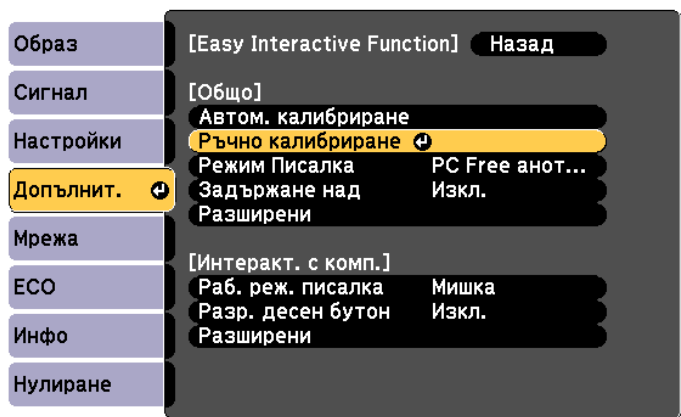 Образ
Сигнал
Настройки
Допълнит.
Мрежа
ECO
Инфо
Нулиране
[Easy Interactive Function] Назад
[Общо]
Автом. калибриране
Ръчно калибриране
Режим Писалка PC Free анот...
Задържане над Изкл.
Разширени
[Интеракт. с комп.]
Раб. реж. писалка Мишка
Разр. десен бутон Изкл.
Разширени